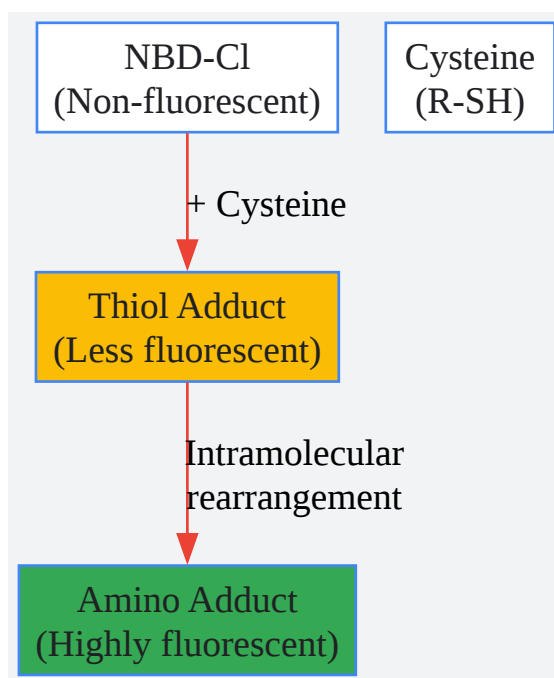 NBD-Cl
(Non-fluorescent)
Cysteine
(R-SH)
+ Cysteine
Thiol Adduct
(Less fluorescent)
Intramolecular
rearrangement
Amino Adduct
(Highly fluorescent)